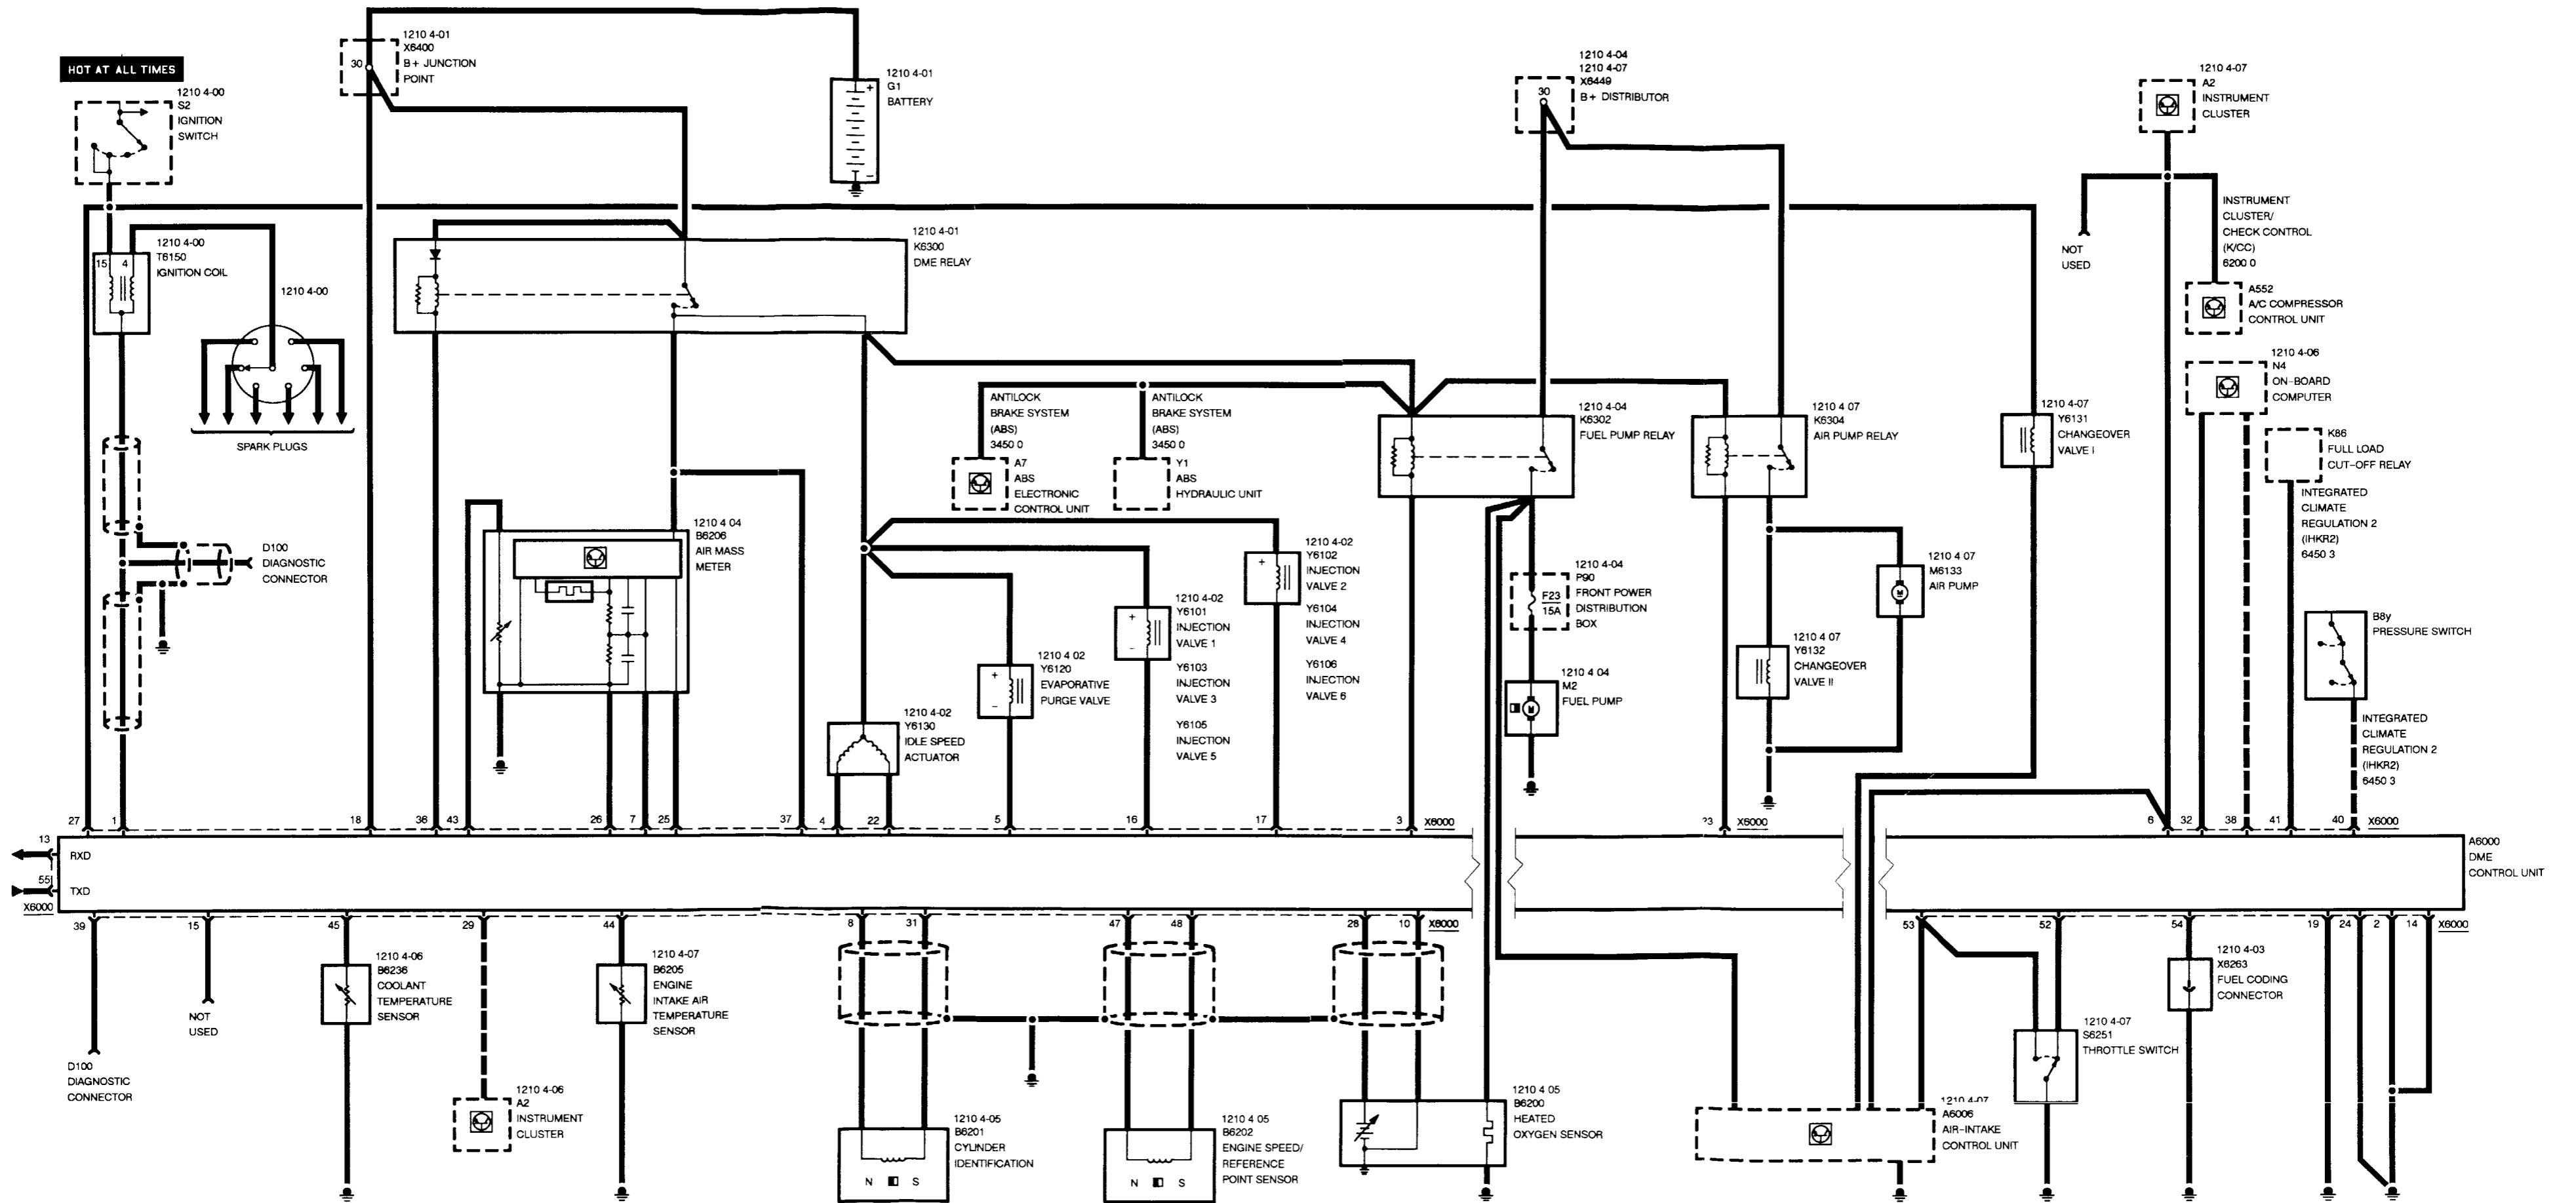 HOT AT ALL TIMES
1210 4-00
S2
IGNITION
SWITCH
1210 4-01
X6400
B+ JUNCTION
POINT
30
1210 4-01
G1
BATTERY
+
-
1210 4-04
1210 4-07
X6449
B+ DISTRIBUTOR
30
1210 4-07
A2
INSTRUMENT
CLUSTER
NOT
USED
INSTRUMENT
CLUSTER/
CHECK CONTROL
(K/CC)
6200 0
A552
A/C COMPRESSOR
CONTROL UNIT
15
4
1210 4-00
T6150
IGNITION COIL
1210 4-00
SPARK PLUGS
1210 4-01
K6300
DME RELAY
1210 4-06
N4
ON-BOARD
COMPUTER
K86
FULL LOAD
CUT-OFF RELAY
INTEGRATED
CLIMATE
REGULATION 2
(IHKR2)
6450 3
ANTILOCK
BRAKE SYSTEM
(ABS)
3450 0
A7
ABS
ELECTRONIC
CONTROL UNIT
ANTILOCK
BRAKE SYSTEM
(ABS)
3450 0
Y1
ABS
HYDRAULIC UNIT
1210 4-04
K6302
FUEL PUMP RELAY
1210 4 07
K6304
AIR PUMP RELAY
1210 4-07
Y6131
CHANGEOVER
VALVE I
D100
DIAGNOSTIC
CONNECTOR
1210 4 04
B6206
AIR MASS
METER
1210 4-02
Y6102
INJECTION
VALVE 2
Y6104
INJECTION
VALVE 4
Y6106
INJECTION
VALVE 6
+
1210 4-02
Y6101
INJECTION
VALVE 1
Y6103
INJECTION
VALVE 3
Y6105
INJECTION
VALVE 5
+
-
1210 4 02
Y6120
EVAPORATIVE
PURGE VALVE
+
-
1210 4-02
Y6130
IDLE SPEED
ACTUATOR
1210 4-04
P90
FRONT POWER
DISTRIBUTION
BOX
F23
15A
1210 4 04
M2
FUEL PUMP
M
1210 4 07
M6133
AIR PUMP
M
1210 4 07
Y6132
CHANGEOVER
VALVE II
B8y
PRESSURE SWITCH
INTEGRATED
CLIMATE
REGULATION 2
(IHKR2)
6450 3
27 1 18 36 43 26 7 25 37 4 22 5 16 17 3 X6000 X6000 6 32 38 41 40 X6000
13
RXD
55
TXD
X6000
A6000
DME
CONTROL UNIT
39 15 45 29 44 8 31 47 48 28 10 X6000 53 52 54 19 24 2 14 X6000
D100
DIAGNOSTIC
CONNECTOR
NOT
USED
1210 4-06
B6236
COOLANT
TEMPERATURE
SENSOR
1210 4-06
A2
INSTRUMENT
CLUSTER
1210 4-07
B6205
ENGINE
INTAKE AIR
TEMPERATURE
SENSOR
1210 4-05
B6201
CYLINDER
IDENTIFICATION
N S
1210 4 05
B6202
ENGINE SPEED/
REFERENCE
POINT SENSOR
N S
1210 4 05
B6200
HEATED
OXYGEN SENSOR
1210 4-07
A6006
AIR-INTAKE
CONTROL UNIT
1210 4-07
S6251
THROTTLE SWITCH
1210 4-03
X6263
FUEL CODING
CONNECTOR